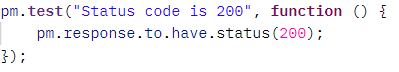 pm.test("Status code is 200", function () {
    pm.response.to.have.status(200);
});